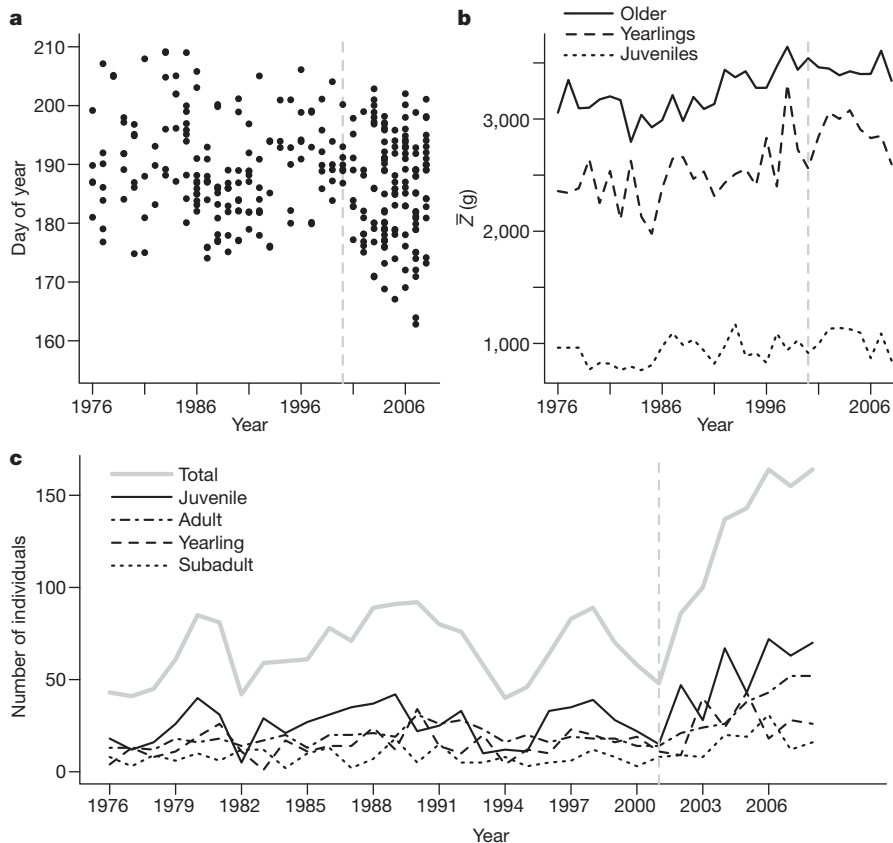 a
210
200
190
180
170
160
Day of year
1976
1986
1996
2006
Year
b
Older
Yearlings
Juveniles
3,000
2,000
1,000
Z̅ (g)
1976
1986
1996
2006
Year
c
Total
Juvenile
Adult
Yearling
Subadult
150
100
50
0
Number of individuals
1976
1979
1982
1985
1988
1991
1994
1997
2000
2003
2006
Year